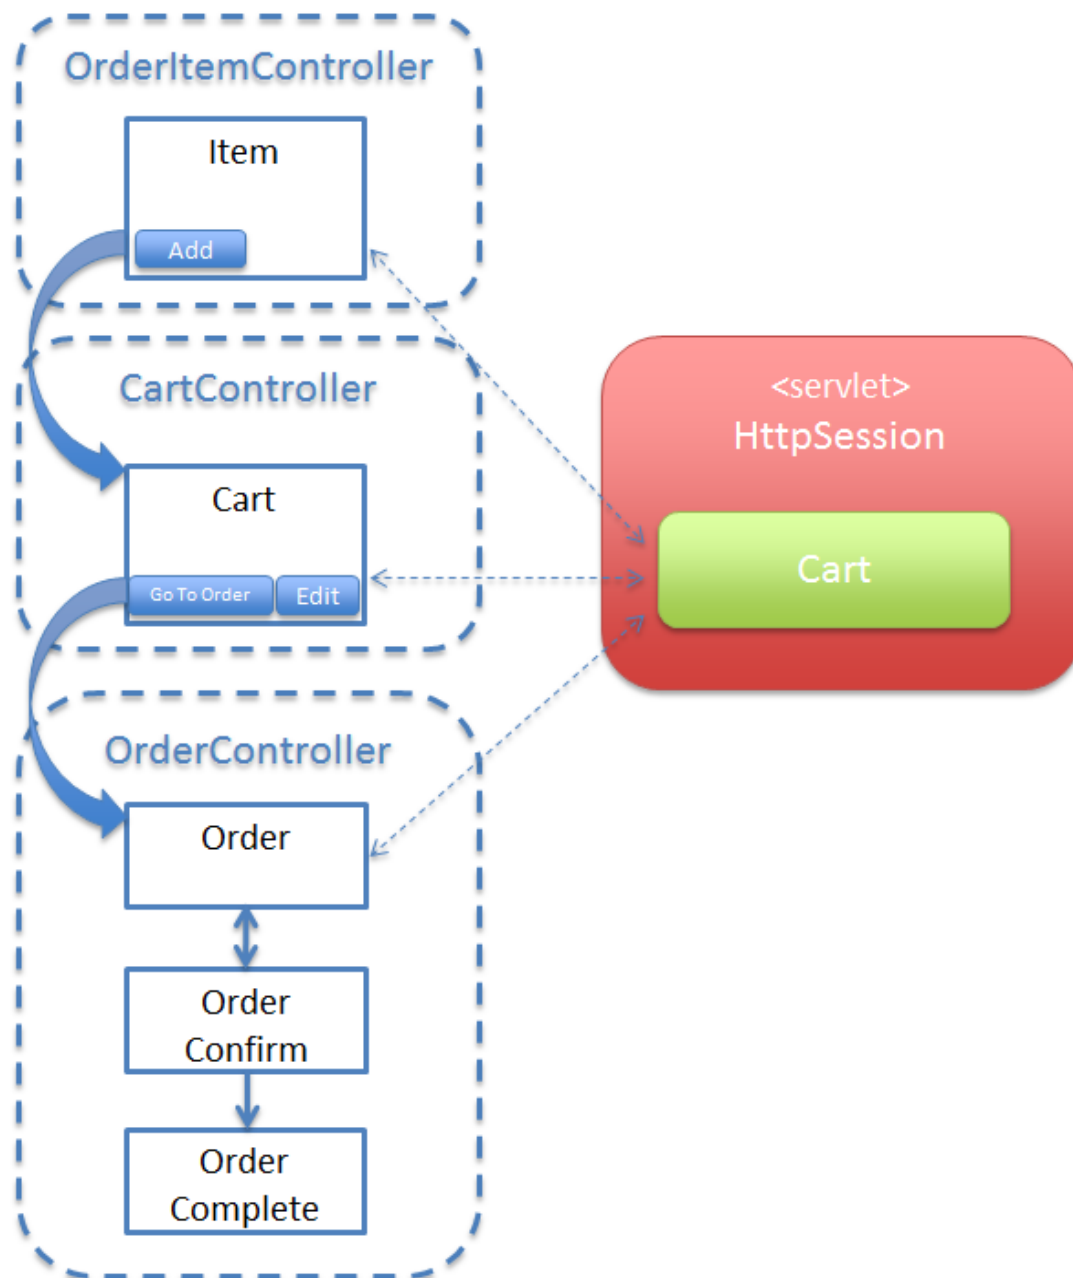 OrderItemController
Item
Add
CartController
Cart
Go To Order
Edit
<servlet>
HttpSession
Cart
OrderController
Order
Order
Confirm
Order
Complete